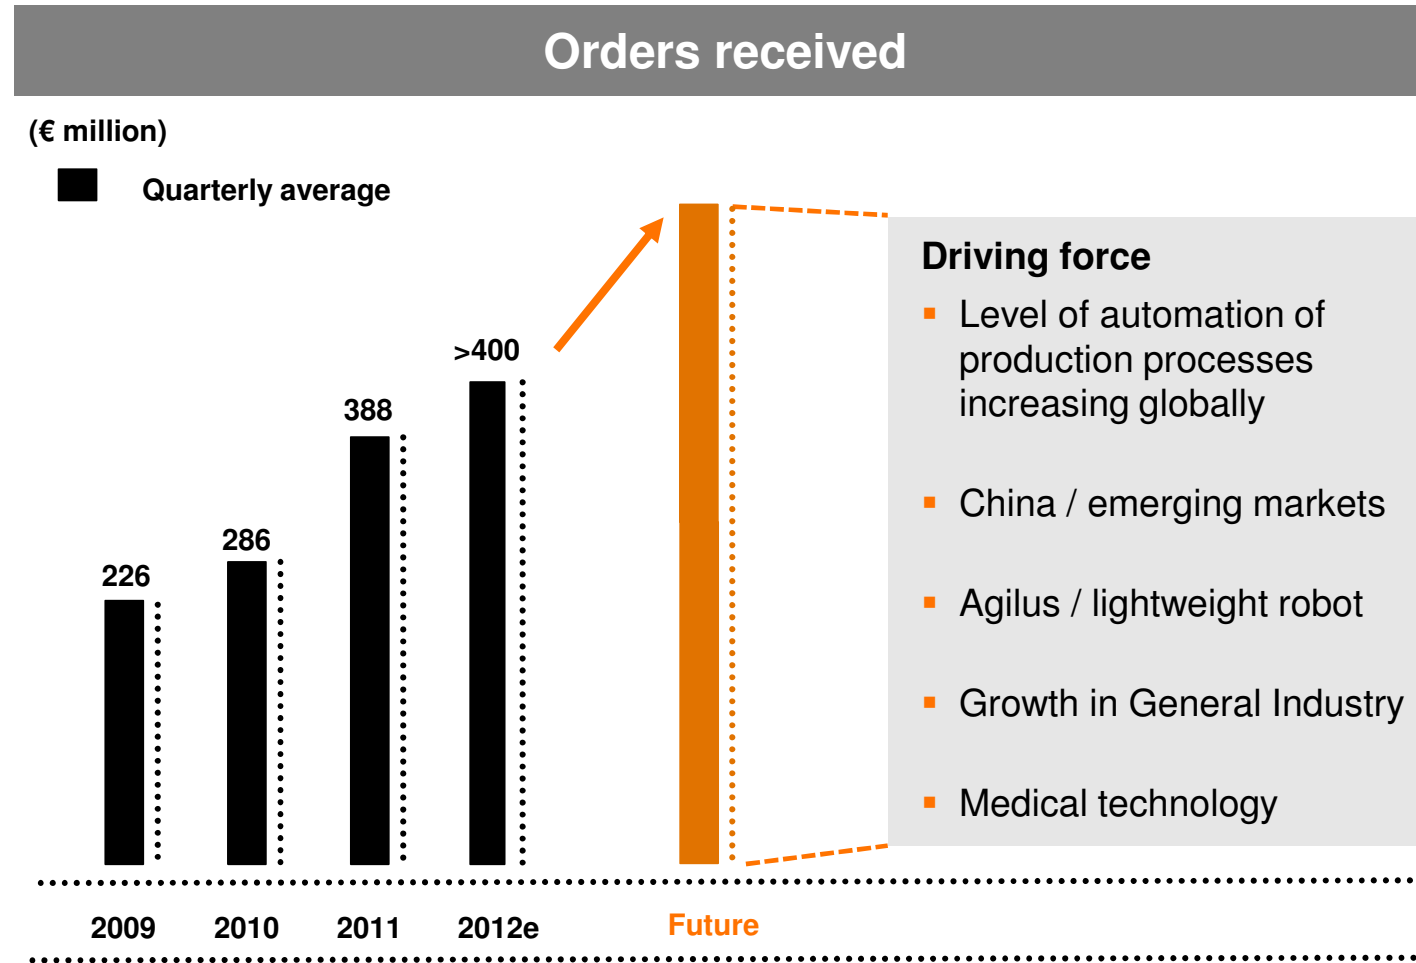 Orders received
(€ million)
Quarterly average
226
286
388
>400
2009
2010
2011
2012e
Future
Driving force
▪ Level of automation of
production processes
increasing globally
▪ China / emerging markets
▪ Agilus / lightweight robot
▪ Growth in General Industry
▪ Medical technology